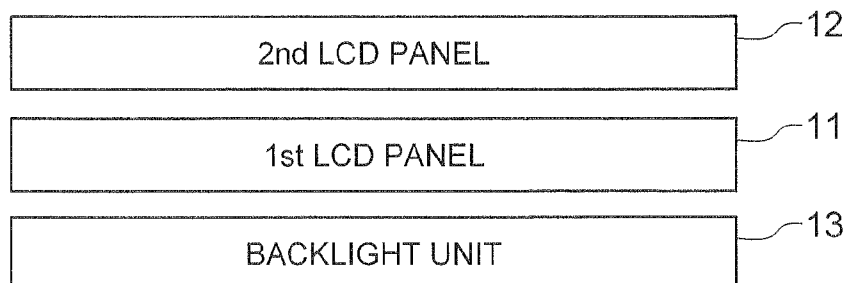 2nd LCD PANEL 12
1st LCD PANEL 11
BACKLIGHT UNIT 13